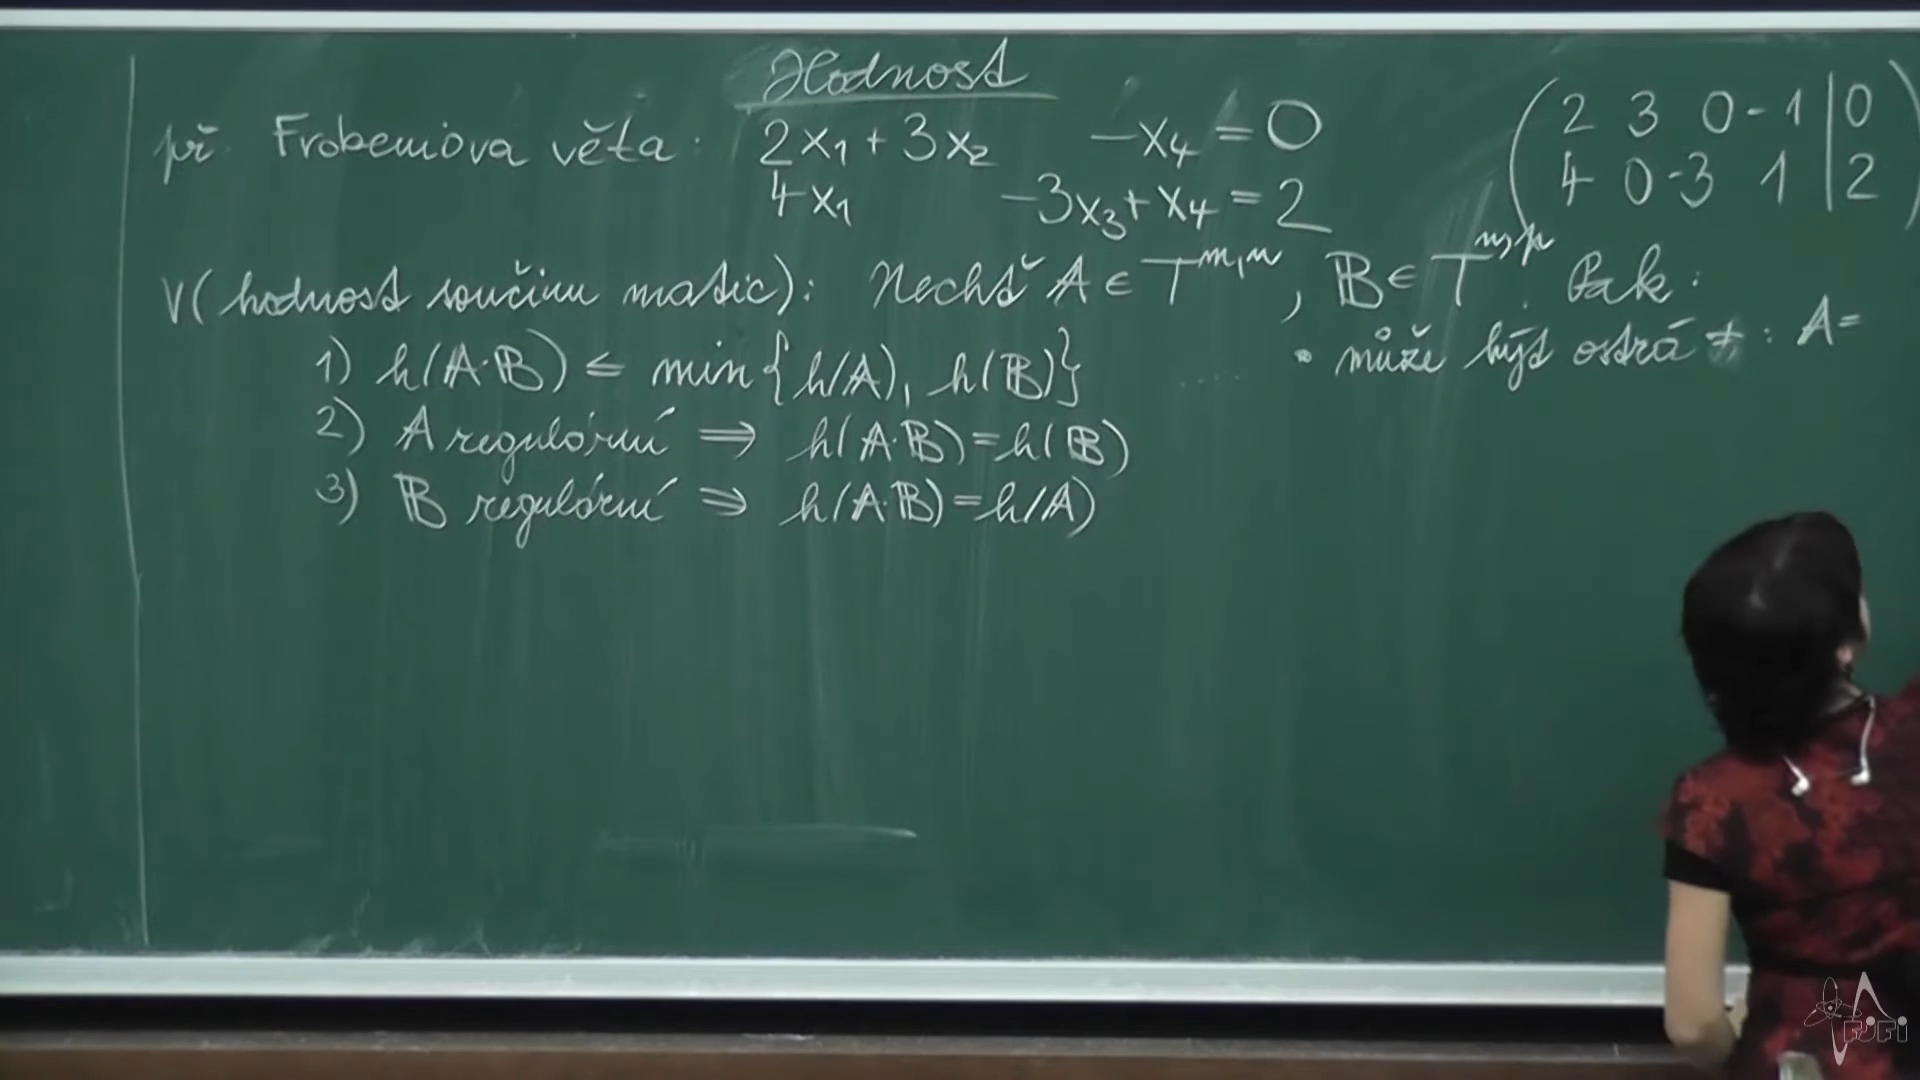 Hodnost
př. Frobeniova věta: 2x₁ + 3x₂ - x₄ = 0
4x₁ - 3x₃ + x₄ = 2
( 2 3 0 -1 | 0 )
( 4 0 -3 1 | 2 )
V (hodnost součinu matic): Nechť 𝔸 ∈ T^{m,n}, 𝔹 ∈ T^{n,p}. Pak:
1) h(𝔸·𝔹) ≤ min{h(𝔸), h(𝔹)}
• může být ostrá ≠ : 𝔸 =
2) 𝔸 regulární ⇒ h(𝔸·𝔹) = h(𝔹)
3) 𝔹 regulární ⇒ h(𝔸·𝔹) = h(𝔸)
FJFI